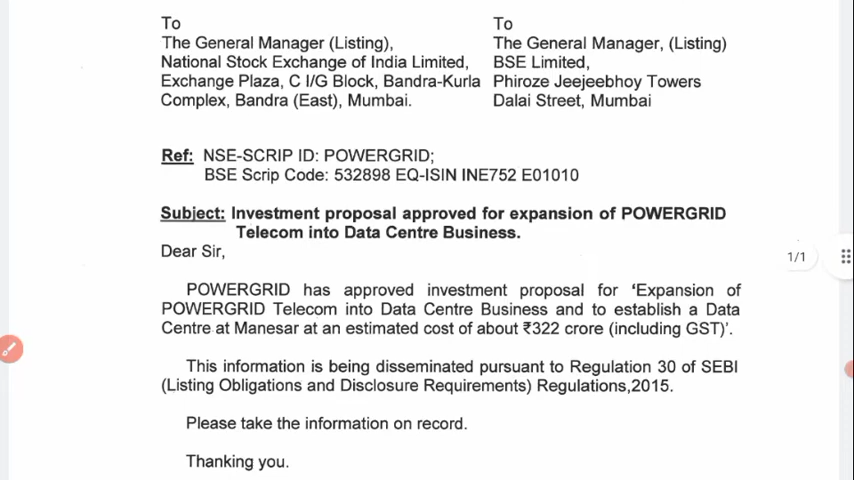 To
The General Manager (Listing),
National Stock Exchange of India Limited,
Exchange Plaza, C I/G Block, Bandra-Kurla
Complex, Bandra (East), Mumbai.
To
The General Manager, (Listing)
BSE Limited,
Phiroze Jeejeebhoy Towers
Dalai Street, Mumbai
Ref: NSE-SCRIP ID: POWERGRID;
BSE Scrip Code: 532898 EQ-ISIN INE752 E01010
Subject: Investment proposal approved for expansion of POWERGRID
Telecom into Data Centre Business.
Dear Sir,
1/1
POWERGRID has approved investment proposal for 'Expansion of
POWERGRID Telecom into Data Centre Business and to establish a Data
Centre at Manesar at an estimated cost of about ₹322 crore (including GST)'.
This information is being disseminated pursuant to Regulation 30 of SEBI
(Listing Obligations and Disclosure Requirements) Regulations,2015.
Please take the information on record.
Thanking you.